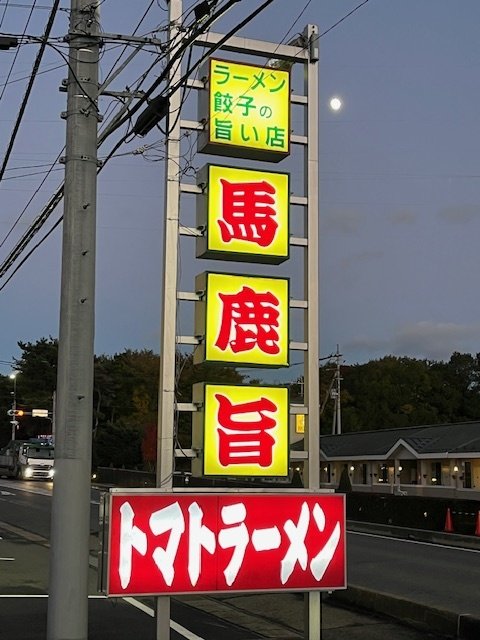 ラーメン
餃子の
旨い店
馬
鹿
旨
トマトラーメン